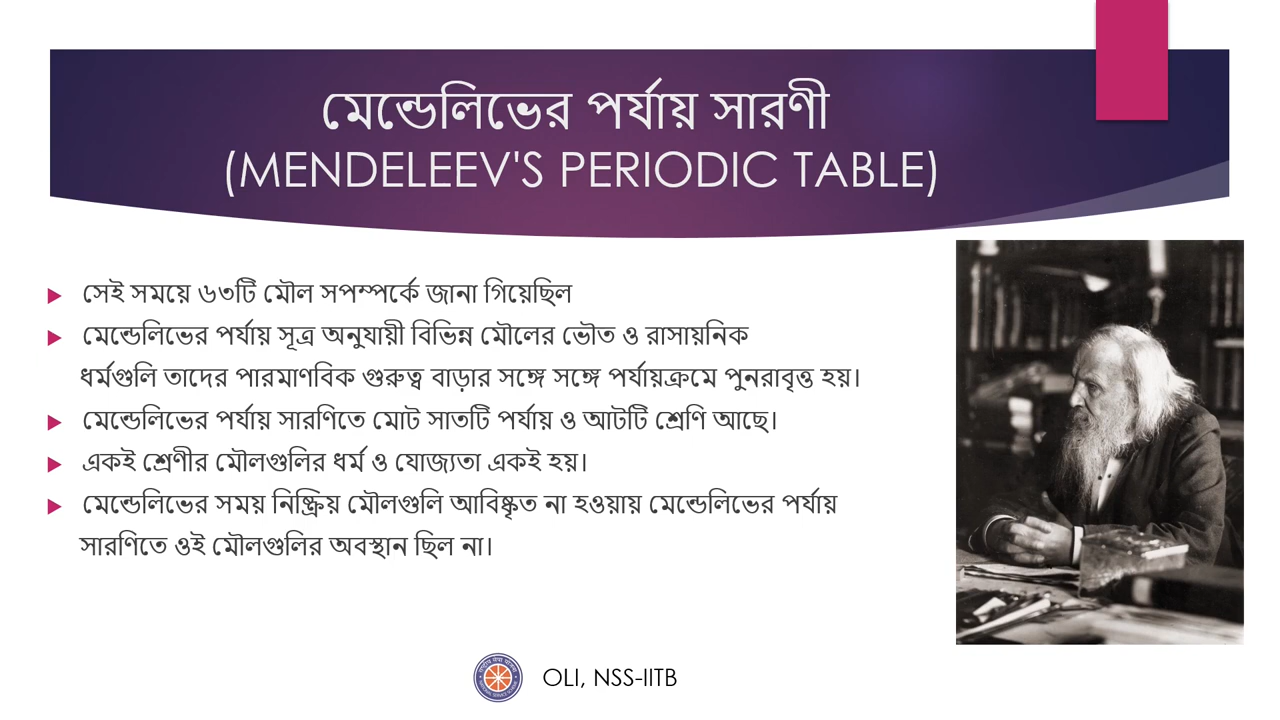 মেন্ডেলিভের পর্যায় সারণী
(MENDELEEV'S PERIODIC TABLE)
সেই সময়ে ৬৩টি মৌল সপম্পর্কে জানা গিয়েছিল
মেন্ডেলিভের পর্যায় সূত্র অনুযায়ী বিভিন্ন মৌলের ভৌত ও রাসায়নিক
ধর্মগুলি তাদের পারমাণবিক গুরুত্ব বাড়ার সঙ্গে সঙ্গে পর্যায়ক্রমে পুনরাবৃত্ত হয়।
মেন্ডেলিভের পর্যায় সারণিতে মোট সাতটি পর্যায় ও আটটি শ্রেণি আছে।
একই শ্রেণীর মৌলগুলির ধর্ম ও যোজ্যতা একই হয়।
মেন্ডেলিভের সময় নিষ্ক্রিয় মৌলগুলি আবিষ্কৃত না হওয়ায় মেন্ডেলিভের পর্যায়
সারণিতে ওই মৌলগুলির অবস্থান ছিল না।
OLI, NSS-IITB